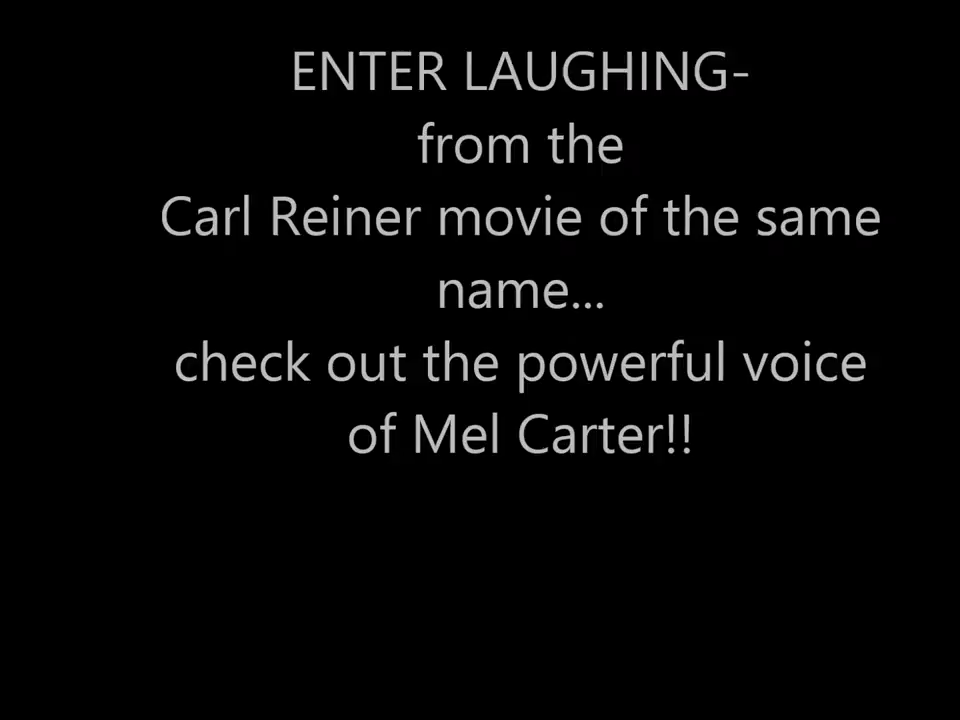 ENTER LAUGHING-
from the
Carl Reiner movie of the same
name...
check out the powerful voice
of Mel Carter!!